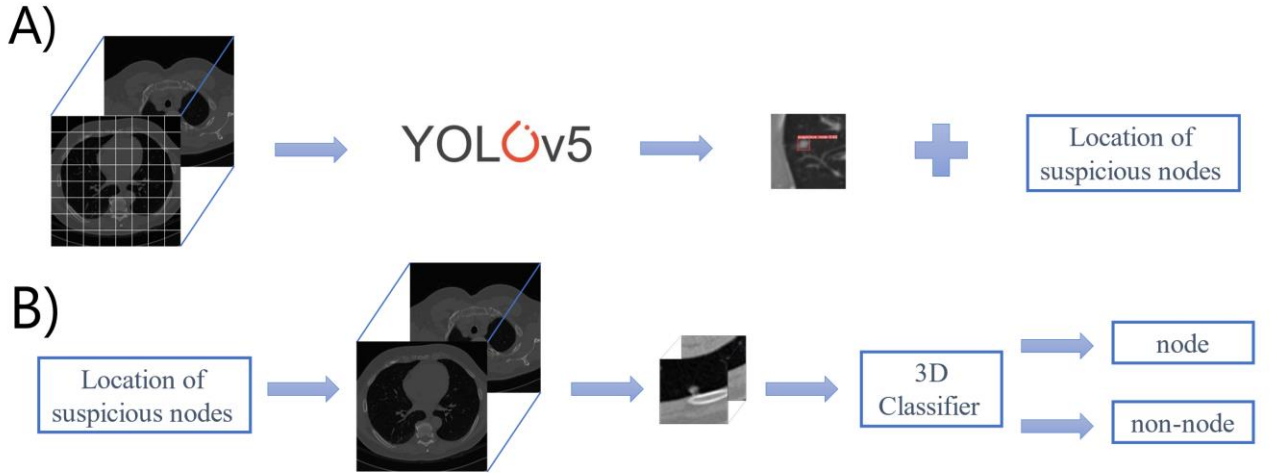 A)
YOLOv5
Location of
suspicious nodes
B)
Location of
suspicious nodes
3D
Classifier
node
non-node